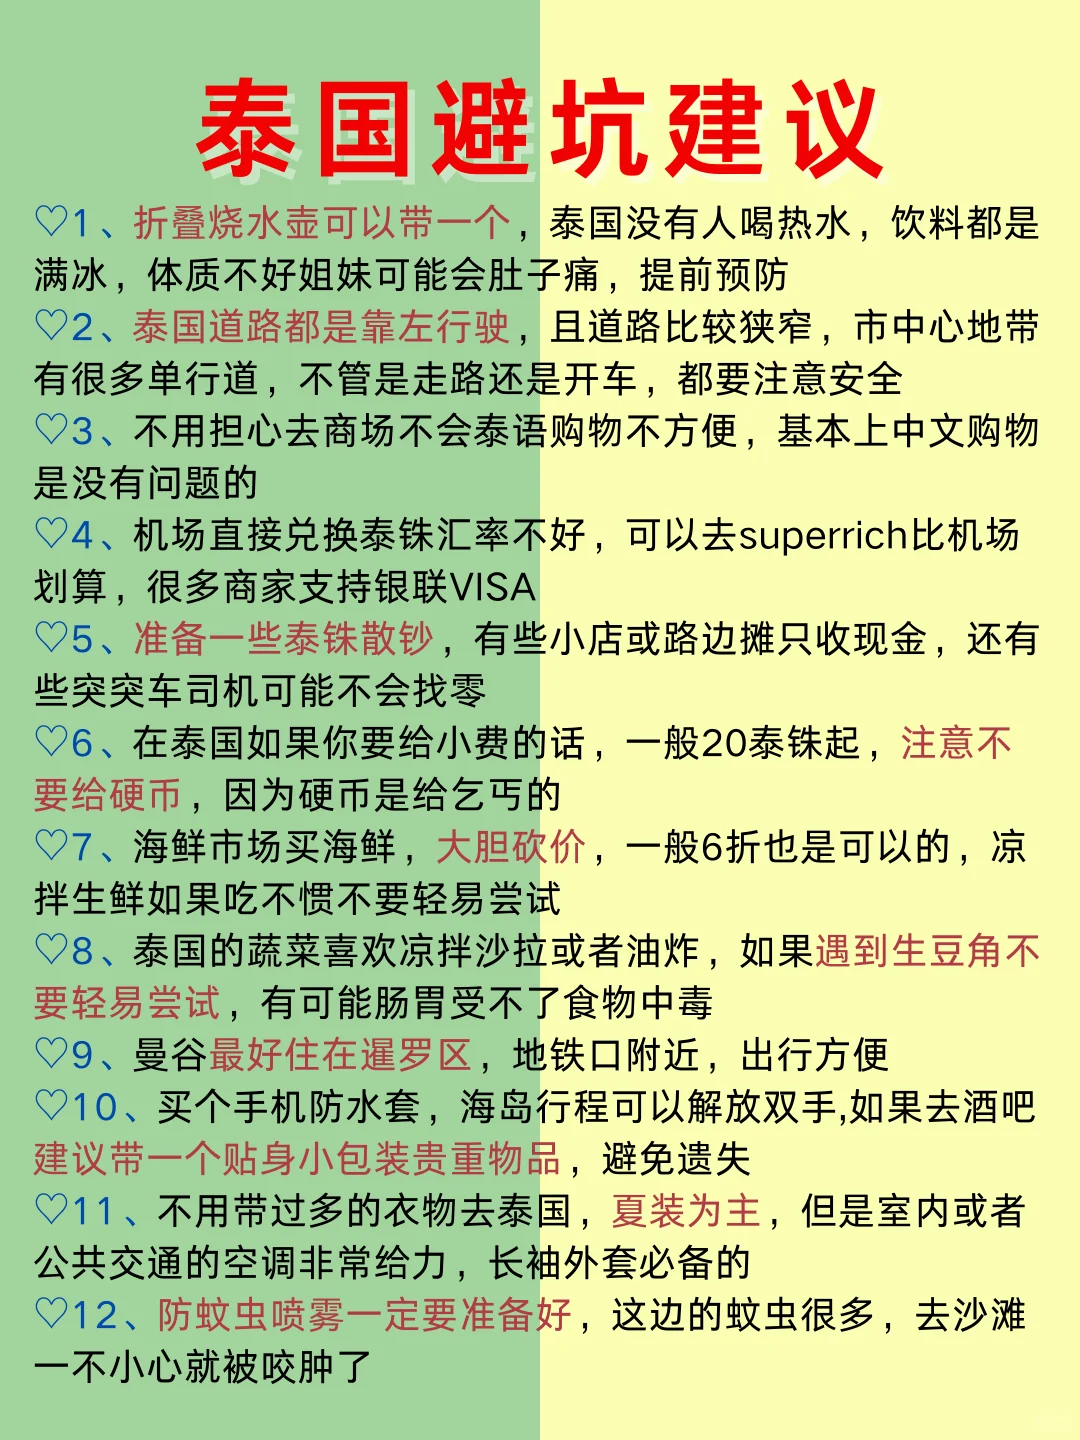 泰国避坑建议
♡1、折叠烧水壶可以带一个，泰国没有人喝热水，饮料都是
满冰，体质不好姐妹可能会肚子痛，提前预防
♡2、泰国道路都是靠左行驶，且道路比较狭窄，市中心地带
有很多单行道，不管是走路还是开车，都要注意安全
♡3、不用担心去商场不会泰语购物不方便，基本上中文购物
是没有问题的
♡4、机场直接兑换泰铢汇率不好，可以去superrich比机场
划算，很多商家支持银联VISA
♡5、准备一些泰铢散钞，有些小店或路边摊只收现金，还有
些突突车司机可能不会找零
♡6、在泰国如果你要给小费的话，一般20泰铢起，注意不
要给硬币，因为硬币是给乞丐的
♡7、海鲜市场买海鲜，大胆砍价，一般6折也是可以的，凉
拌生鲜如果吃不惯不要轻易尝试
♡8、泰国的蔬菜喜欢凉拌沙拉或者油炸，如果遇到生豆角不
要轻易尝试，有可能肠胃受不了食物中毒
♡9、曼谷最好住在暹罗区，地铁口附近，出行方便
♡10、买个手机防水套，海岛行程可以解放双手,如果去酒吧
建议带一个贴身小包装贵重物品，避免遗失
♡11、不用带过多的衣物去泰国，夏装为主，但是室内或者
公共交通的空调非常给力，长袖外套必备的
♡12、防蚊虫喷雾一定要准备好，这边的蚊虫很多，去沙滩
一不小心就被咬肿了